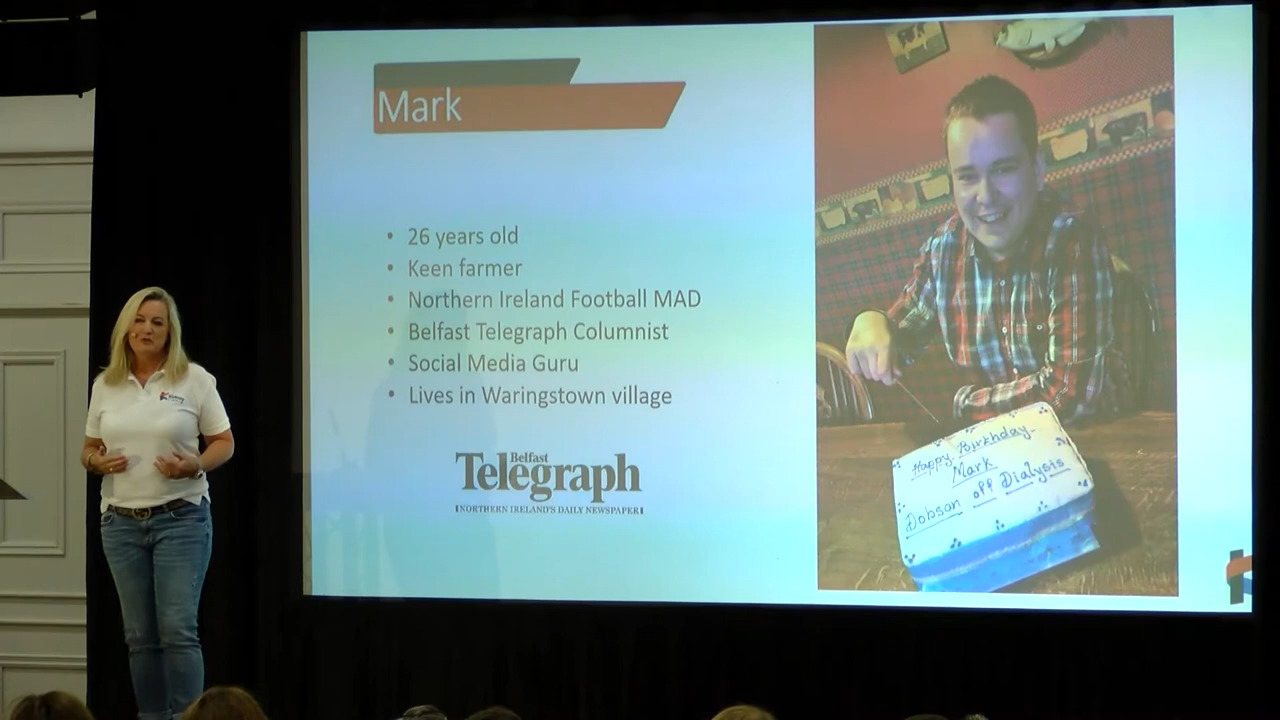 Mark
• 26 years old
• Keen farmer
• Northern Ireland Football MAD
• Belfast Telegraph Columnist
• Social Media Guru
• Lives in Waringstown village
Belfast
Telegraph
NORTHERN IRELAND'S DAILY NEWSPAPER
Happy Birthday
Mark
Dobson off Dialysis